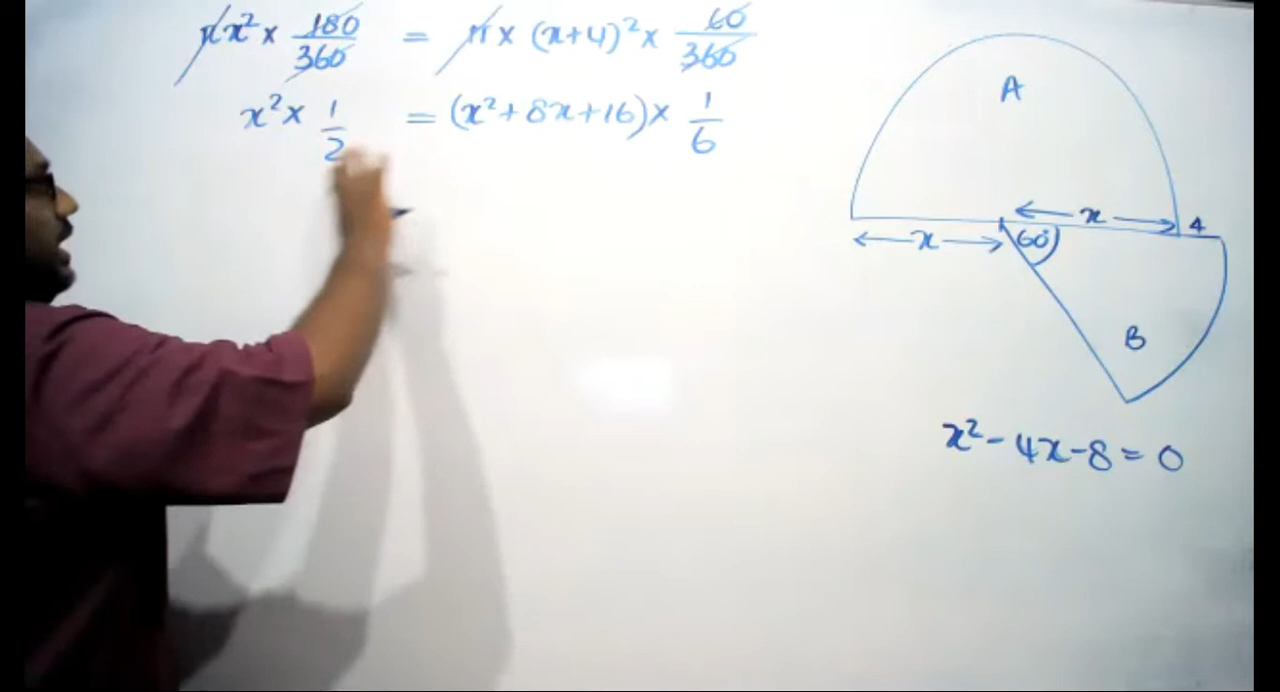 πx² × 180/360 = π × (x+4)² × 60/360
x² × 1/2 = (x²+8x+16) × 1/6
A
x
4
x
60°
B
x² - 4x - 8 = 0